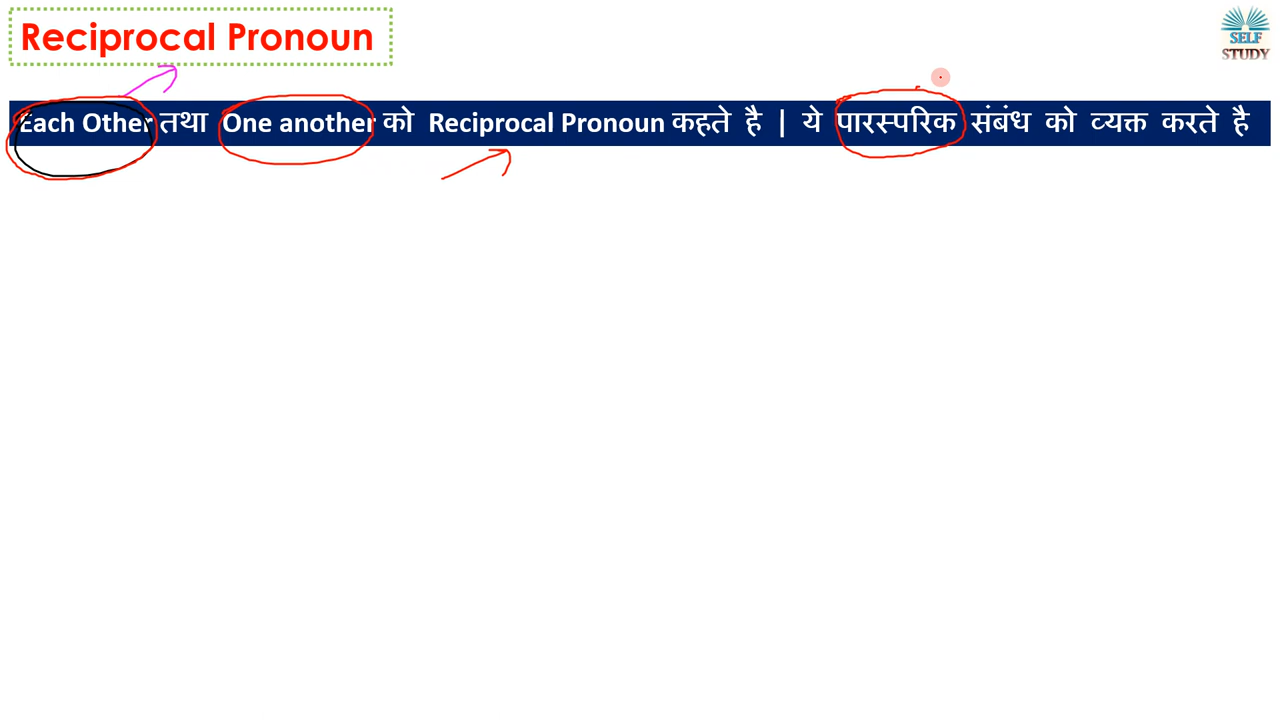 Reciprocal Pronoun
SELF
STUDY
Each Other तथा One another को Reciprocal Pronoun कहते है | ये पारस्परिक संबंध को व्यक्त करते है